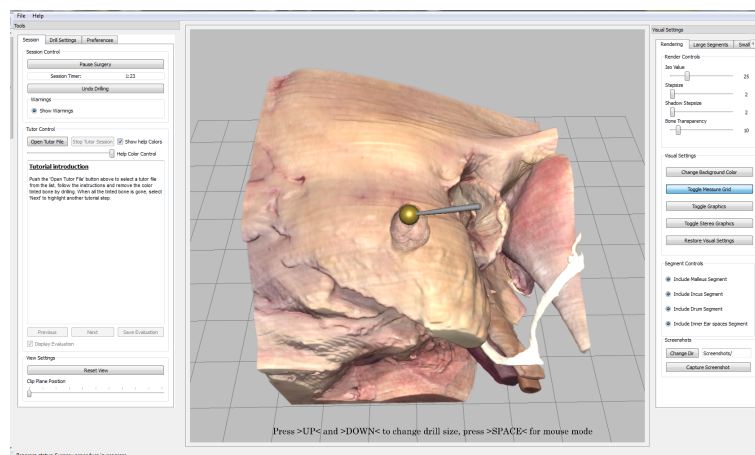 File Help
Tools
Session Drill Settings Preferences
Session Control
Pause Surgery
Session Timer: 1:23
Undo Drilling
Warnings
Show Warnings
Tutor Control
Open Tutor File Stop Tutor Session Show help Colors
Help Color Control
Tutorial introduction
Push the 'Open Tutor File' button above to select a tutor file
from the list, follow the instructions and remove the color
tinted bone by drilling. When all the tinted bone is gone, select
'Next' to highlight another tutorial step.
Previous Next Save Evaluation
Display Evaluation
View Settings
Reset View
Clip Plane Position
Press >UP< and >DOWN< to change drill size, press >SPACE< for mouse mode
Visual Settings
Rendering Large Segments Small
Render Controls
Iso Value
25
Stepsize
2
Shadow Stepsize
2
Bone Transparency
10
Visual Settings
Change Background Color
Toggle Measure Grid
Toggle Graphics
Toggle Stereo Graphics
Restore Visual Settings
Segment Controls
Include Malleus Segment
Include Incus Segment
Include Drum Segment
Include Inner Ear spaces Segment
Screenshots
Change Dir Screenshots/
Capture Screenshot